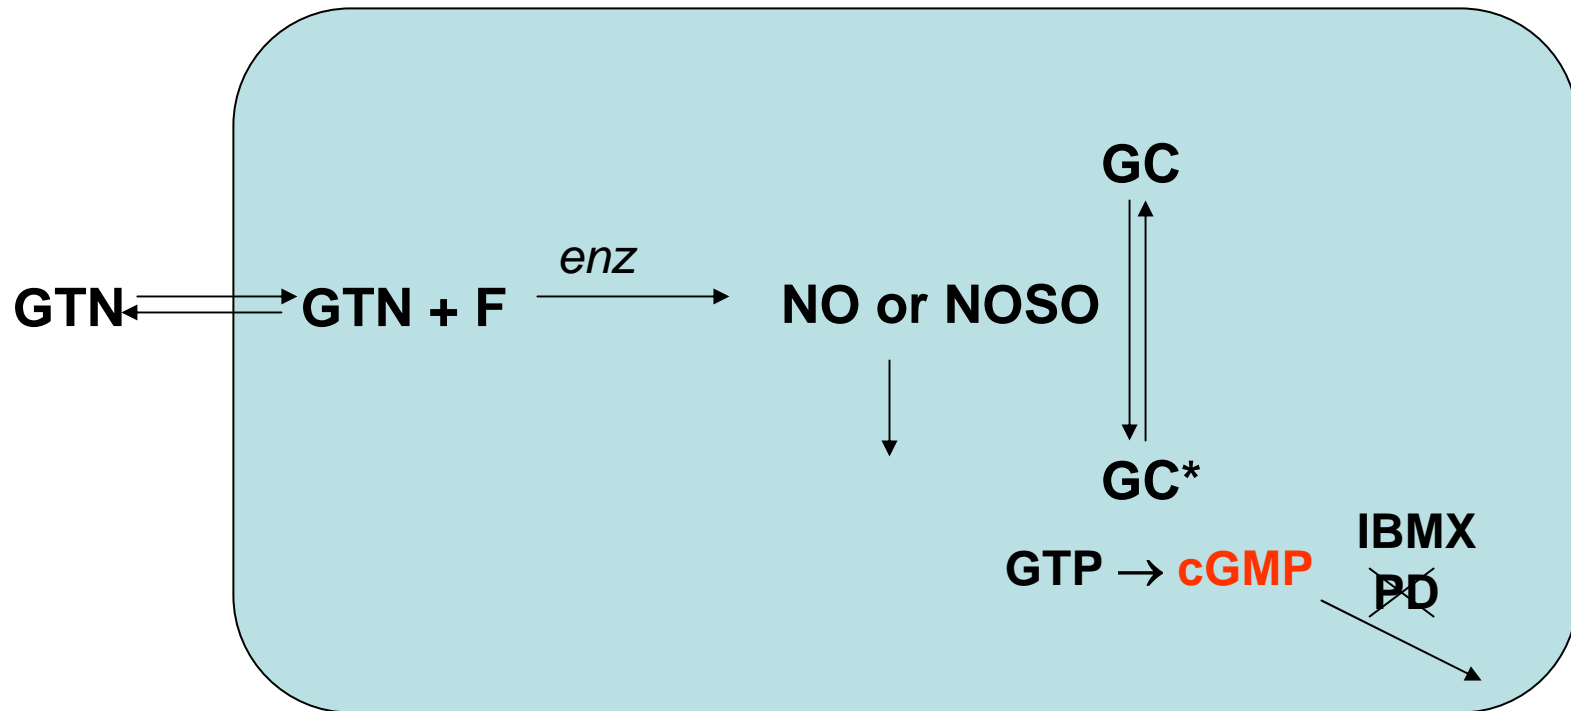 GC
enz
GTN
GTN + F
NO or NOSO
GC*
IBMX
GTP → cGMP
PD